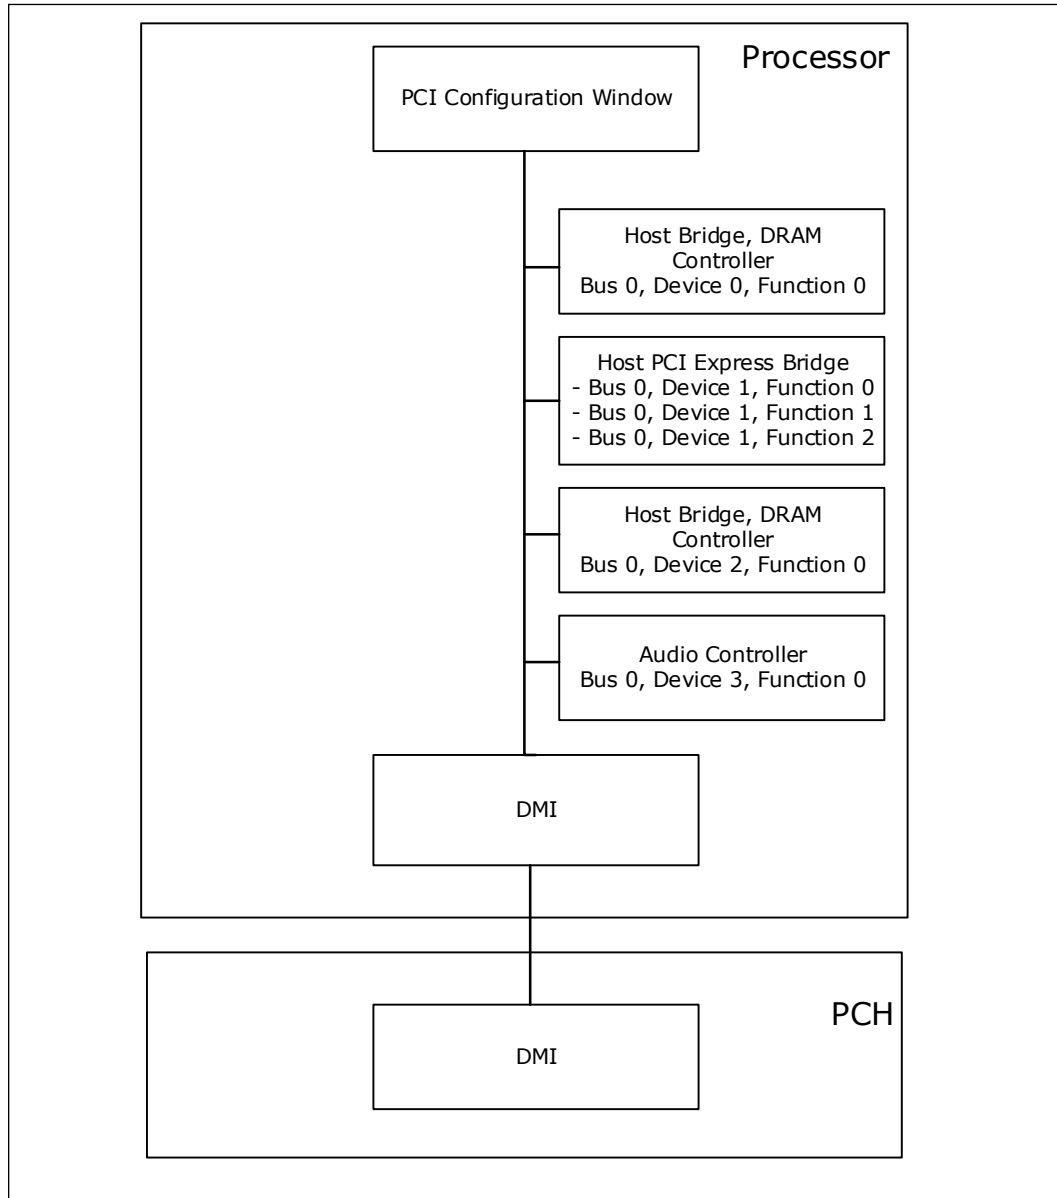 Processor
PCI Configuration Window
Host Bridge, DRAM
Controller
Bus 0, Device 0, Function 0
Host PCI Express Bridge
- Bus 0, Device 1, Function 0
- Bus 0, Device 1, Function 1
- Bus 0, Device 1, Function 2
Host Bridge, DRAM
Controller
Bus 0, Device 2, Function 0
Audio Controller
Bus 0, Device 3, Function 0
DMI
PCH
DMI